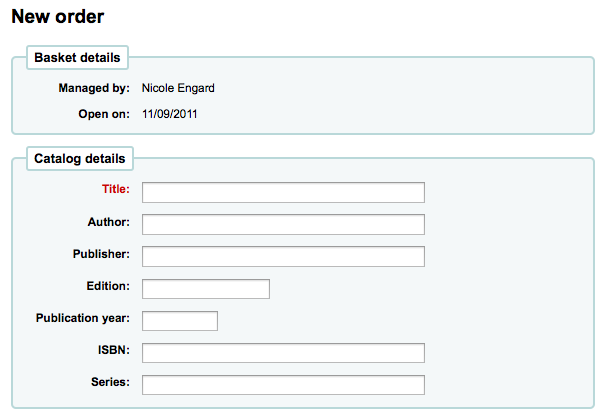 New order
Basket details
Managed by: Nicole Engard
Open on: 11/09/2011
Catalog details
Title:
Author:
Publisher:
Edition:
Publication year:
ISBN:
Series: